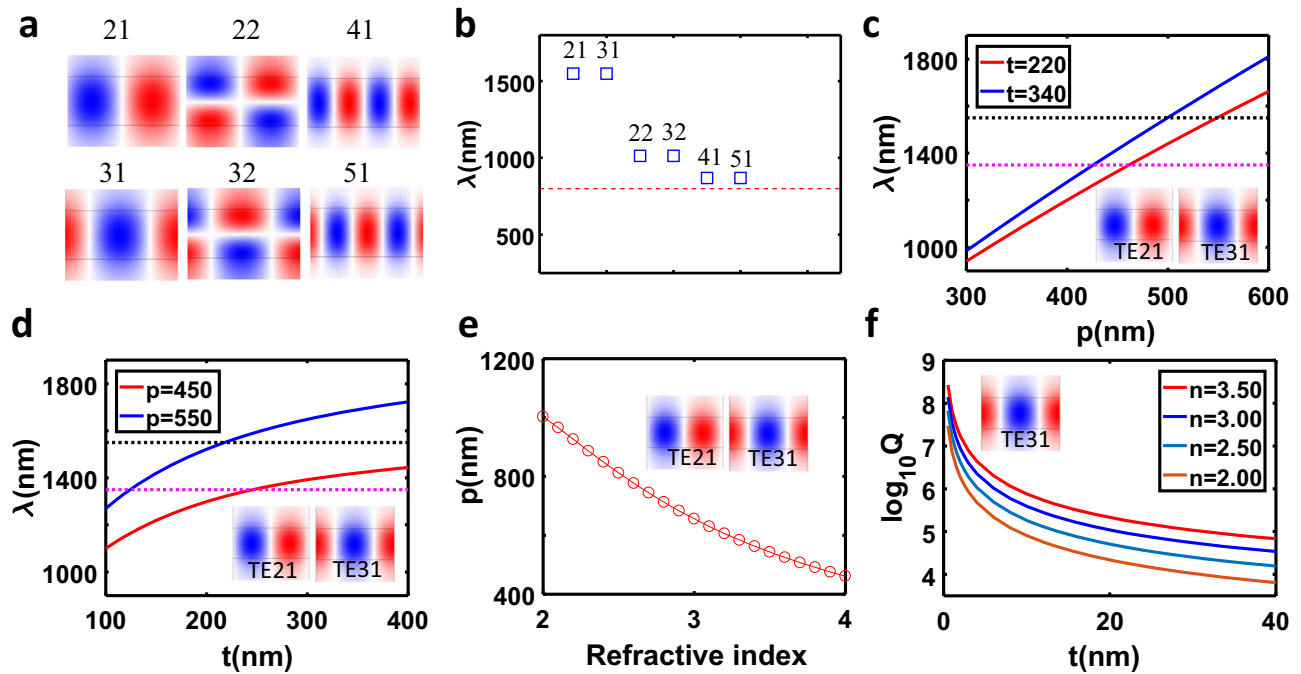 a
21 22 41
31 32 51
b
λ(nm)
1500
1000
500
21 31
22 32
41 51
c
λ(nm)
1800
1400
1000
t=220
t=340
TE21 TE31
300 400 500 600
p(nm)
d
λ(nm)
1800
1400
1000
p=450
p=550
TE21 TE31
100 200 300 400
t(nm)
e
p(nm)
1200
800
400
TE21 TE31
2 3 4
Refractive index
f
log10Q
9
8
7
6
5
4
TE31
n=3.50
n=3.00
n=2.50
n=2.00
0 20 40
t(nm)